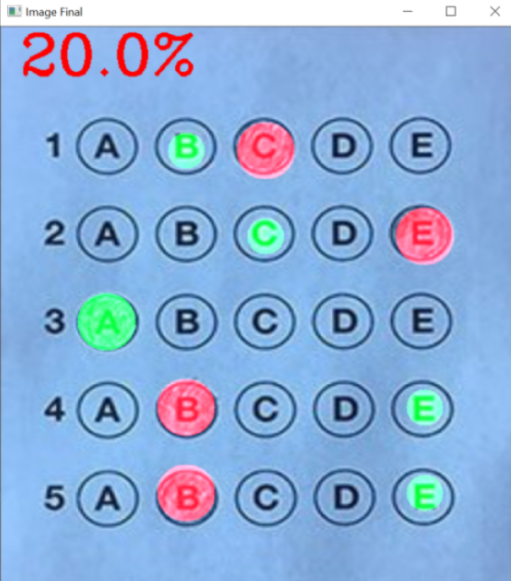 Image Final
20.0%
1 A B C D E
2 A B C D E
3 A B C D E
4 A B C D E
5 A B C D E